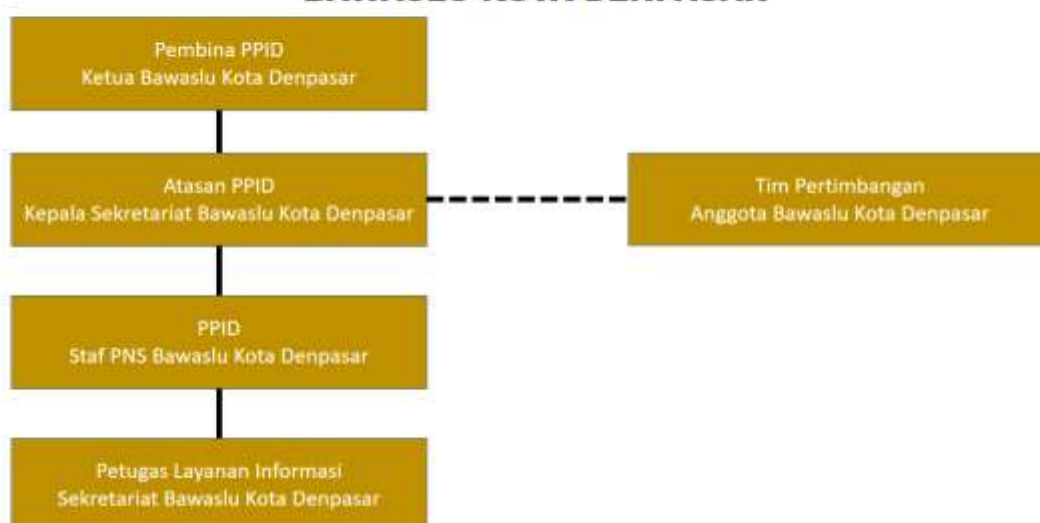 Pembina PPID
Ketua Bawaslu Kota Denpasar
Atasan PPID
Kepala Sekretariat Bawaslu Kota Denpasar
Tim Pertimbangan
Anggota Bawaslu Kota Denpasar
PPID
Staf PNS Bawaslu Kota Denpasar
Petugas Layanan Informasi
Sekretariat Bawaslu Kota Denpasar